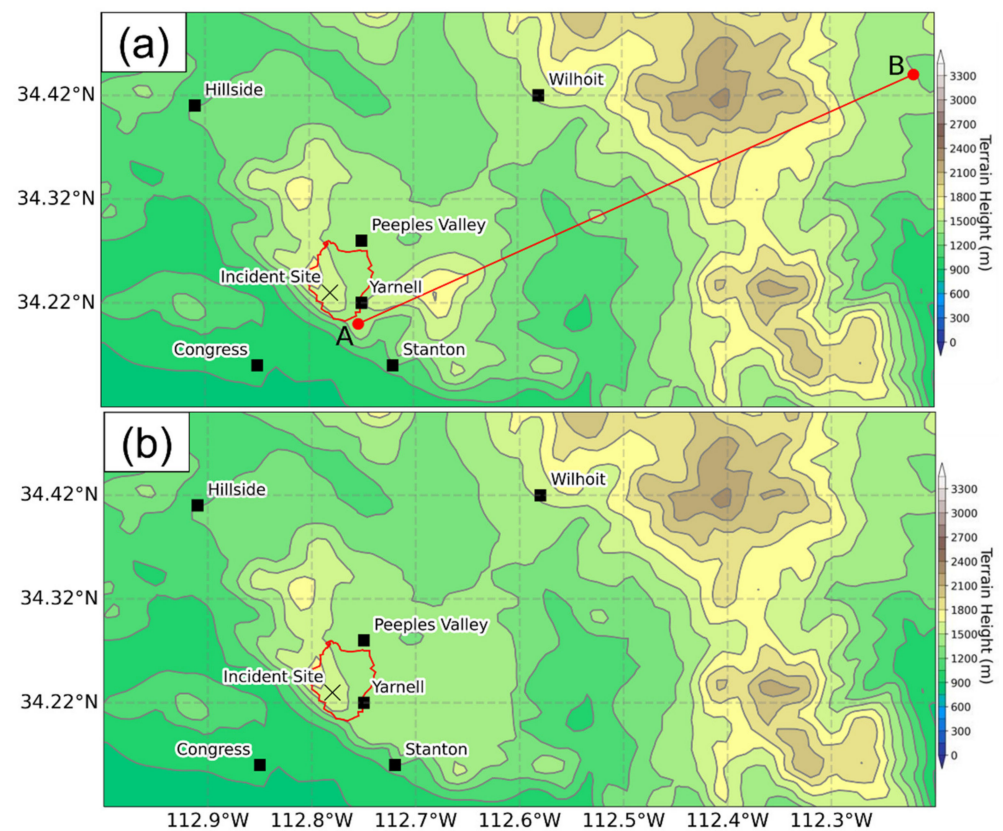 (a)
Hillside
Wilhoit
B
34.42°N
34.32°N
Peeples Valley
Incident Site
Yarnell
34.22°N
A
Congress
Stanton
3300
3000
2700
2400
2100
1800
1500
1200
900
600
300
0
Terrain Height (m)
(b)
Hillside
Wilhoit
34.42°N
34.32°N
Peeples Valley
Incident Site
Yarnell
34.22°N
Congress
Stanton
3300
3000
2700
2400
2100
1800
1500
1200
900
600
300
0
Terrain Height (m)
112.9°W 112.8°W 112.7°W 112.6°W 112.5°W 112.4°W 112.3°W